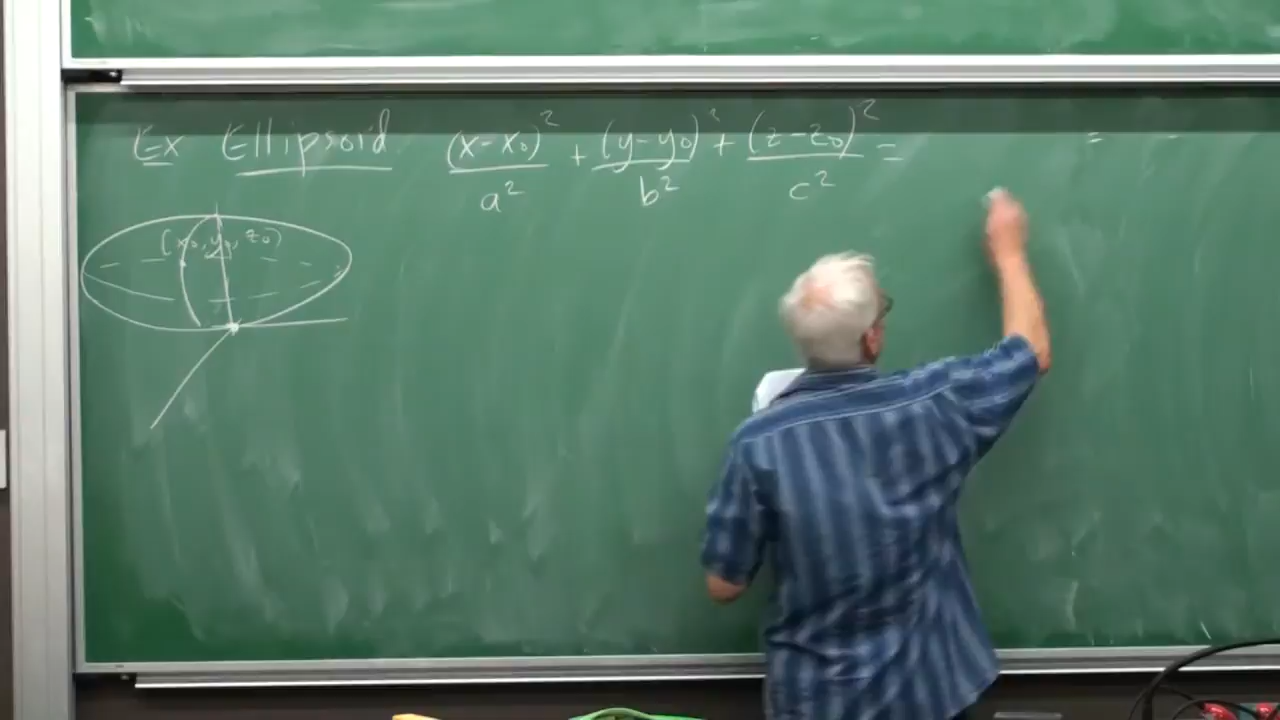 Ex Ellipsoid (x-x₀)²/a² + (y-y₀)²/b² + (z-z₀)²/c² =
(x₀, y₀, z₀)